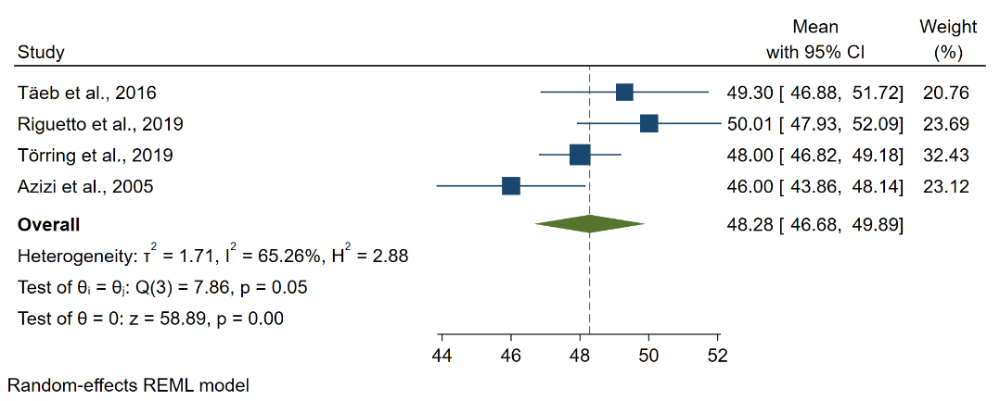 Mean Weight
Study with 95% CI (%)
Täeb et al., 2016 49.30 [ 46.88, 51.72] 20.76
Riguetto et al., 2019 50.01 [ 47.93, 52.09] 23.69
Törring et al., 2019 48.00 [ 46.82, 49.18] 32.43
Azizi et al., 2005 46.00 [ 43.86, 48.14] 23.12
Overall 48.28 [ 46.68, 49.89]
Heterogeneity: τ² = 1.71, I² = 65.26%, H² = 2.88
Test of θᵢ = θⱼ: Q(3) = 7.86, p = 0.05
Test of θ = 0: z = 58.89, p = 0.00
44 46 48 50 52
Random-effects REML model